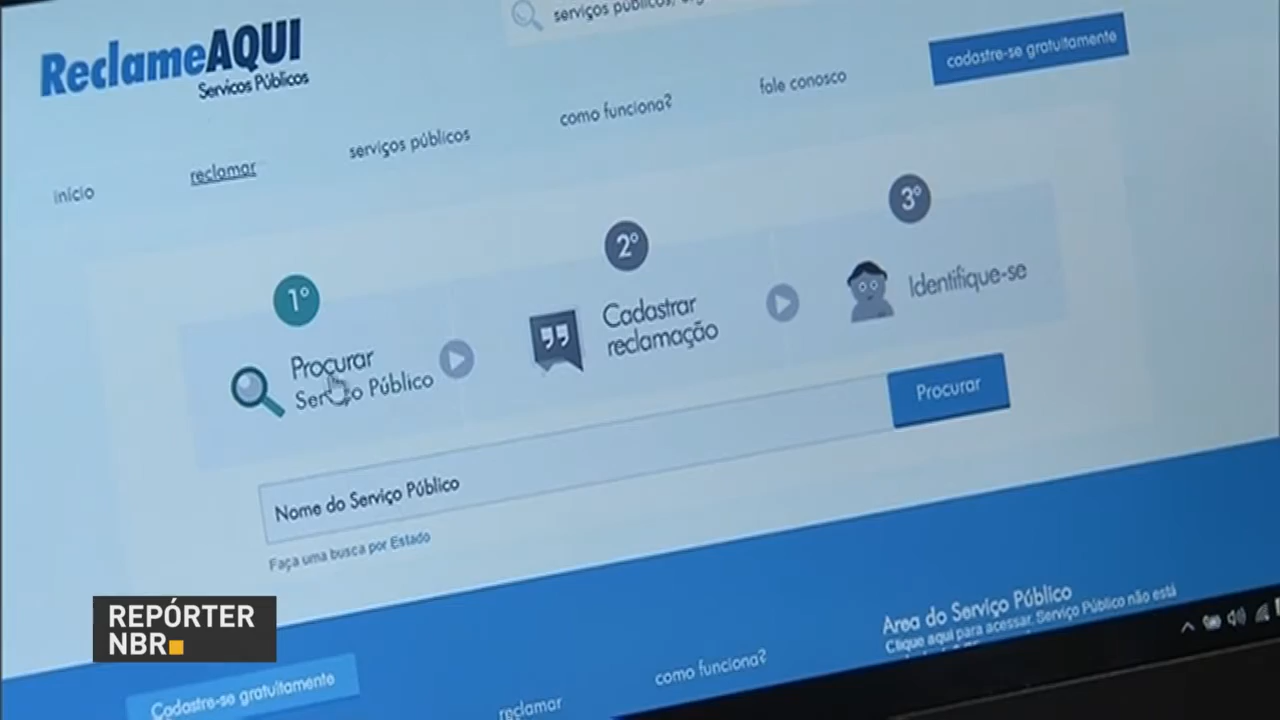 ReclameAQUI
Servicos Públicos
serviços públicos,
cadastre-se gratuitamente
início
reclamar
serviços públicos
como funciona?
fale conosco
1º
Procurar
Serviço Público
2º
Cadastrar
reclamação
3º
Identifique-se
Nome do Serviço Público
Procurar
Faça uma busca por Estado
Area do Serviço Público
Clique aqui para acessar. Serviço Público não está
REPÓRTER
NBR
Cadastre-se gratuitamente
reclamar
como funciona?